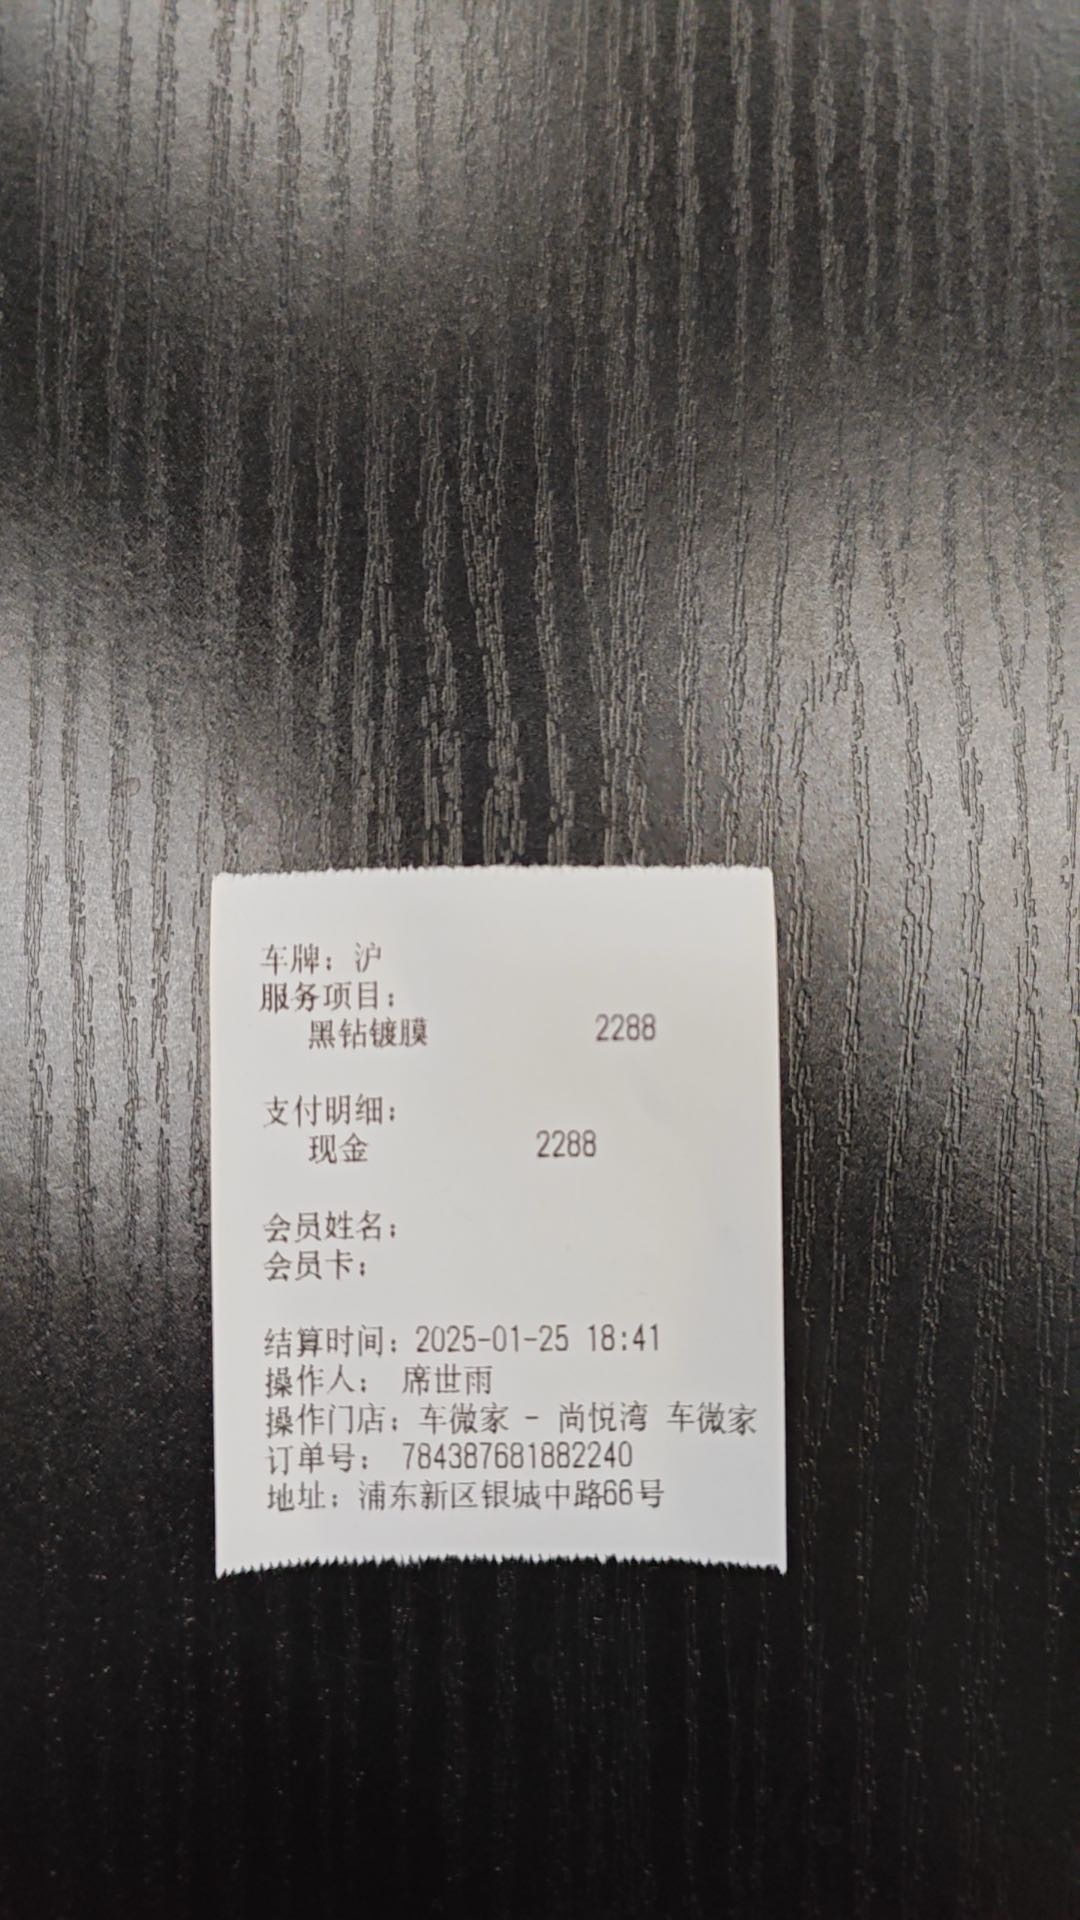 车牌：沪
服务项目：
黑钻镀膜 2288
支付明细：
现金 2288
会员姓名：
会员卡：
结算时间：2025-01-25 18:41
操作人： 席世雨
操作门店：车微家 - 尚悦湾 车微家
订单号： 784387681882240
地址：浦东新区银城中路66号